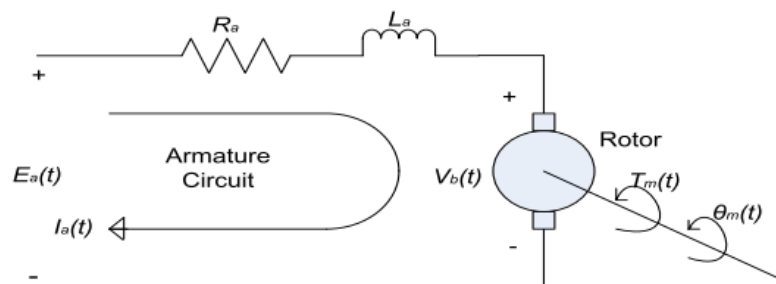 Ra
La
+
+
Rotor
Armature
Circuit
Ea(t)
Vb(t)
Tm(t)
Ia(t)
θm(t)
-
-